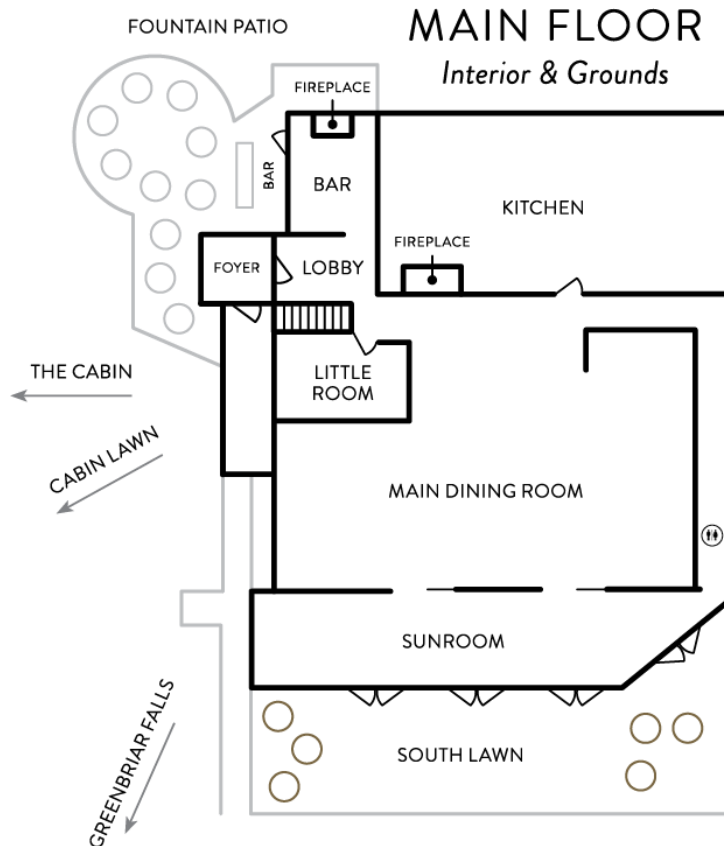 MAIN FLOOR
Interior & Grounds
FOUNTAIN PATIO
FIREPLACE
BAR
BAR
KITCHEN
FIREPLACE
FOYER
LOBBY
LITTLE
ROOM
THE CABIN
CABIN LAWN
MAIN DINING ROOM
SUNROOM
GREENBRIAR FALLS
SOUTH LAWN